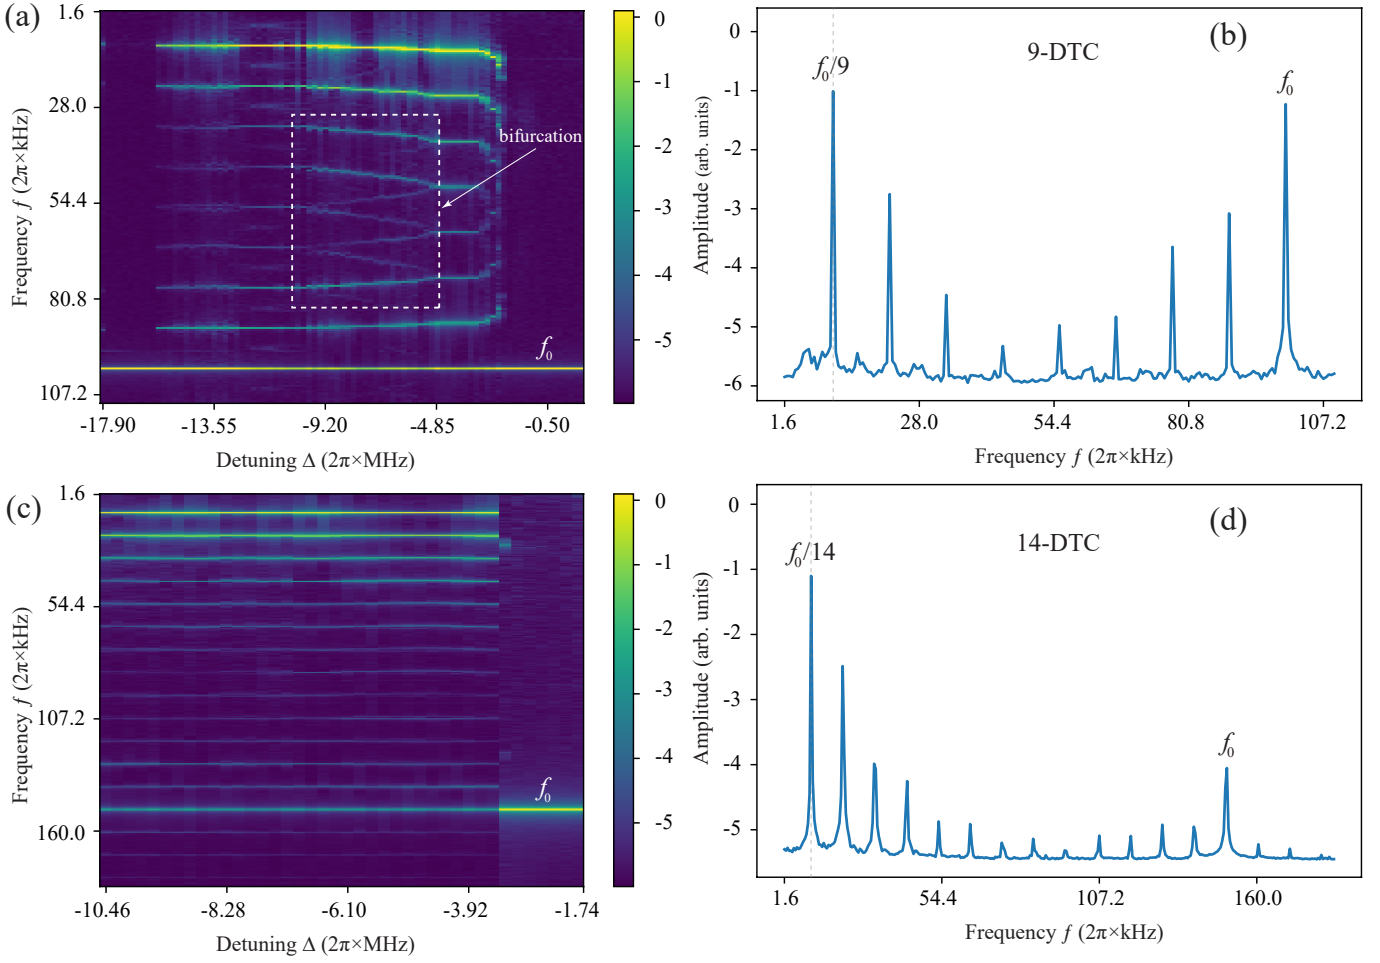 (a)
1.6
28.0
54.4
80.8
107.2
Frequency f (2π×kHz)
bifurcation
f0
-17.90
-13.55
-9.20
-4.85
-0.50
Detuning Δ (2π×MHz)
0
-1
-2
-3
-4
-5
(b)
9-DTC
f0/9
f0
0
-1
-2
-3
-4
-5
-6
Amplitude (arb. units)
1.6
28.0
54.4
80.8
107.2
Frequency f (2π×kHz)
(c)
1.6
54.4
107.2
160.0
Frequency f (2π×kHz)
f0
-10.46
-8.28
-6.10
-3.92
-1.74
Detuning Δ (2π×MHz)
0
-1
-2
-3
-4
-5
(d)
14-DTC
f0/14
f0
0
-1
-2
-3
-4
-5
Amplitude (arb. units)
1.6
54.4
107.2
160.0
Frequency f (2π×kHz)